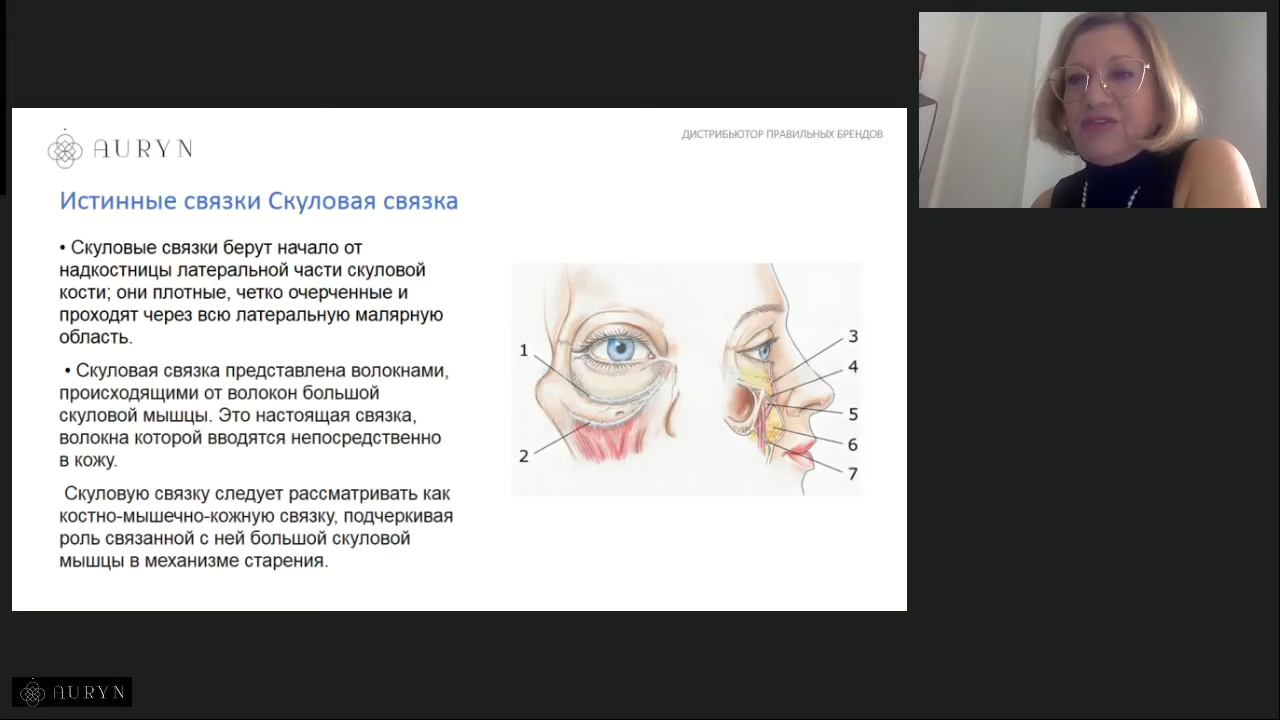 AURYN
ДИСТРИБЬЮТОР ПРАВИЛЬНЫХ БРЕНДОВ
Истинные связки Скуловая связка
• Скуловые связки берут начало от
надкостницы латеральной части скуловой
кости; они плотные, четко очерченные и
проходят через всю латеральную малярную
область.
• Скуловая связка представлена волокнами,
происходящими от волокон большой
скуловой мышцы. Это настоящая связка,
волокна которой вводятся непосредственно
в кожу.
Скуловую связку следует рассматривать как
костно-мышечно-кожную связку, подчеркивая
роль связанной с ней большой скуловой
мышцы в механизме старения.
1
2
3
4
5
6
7
AURYN